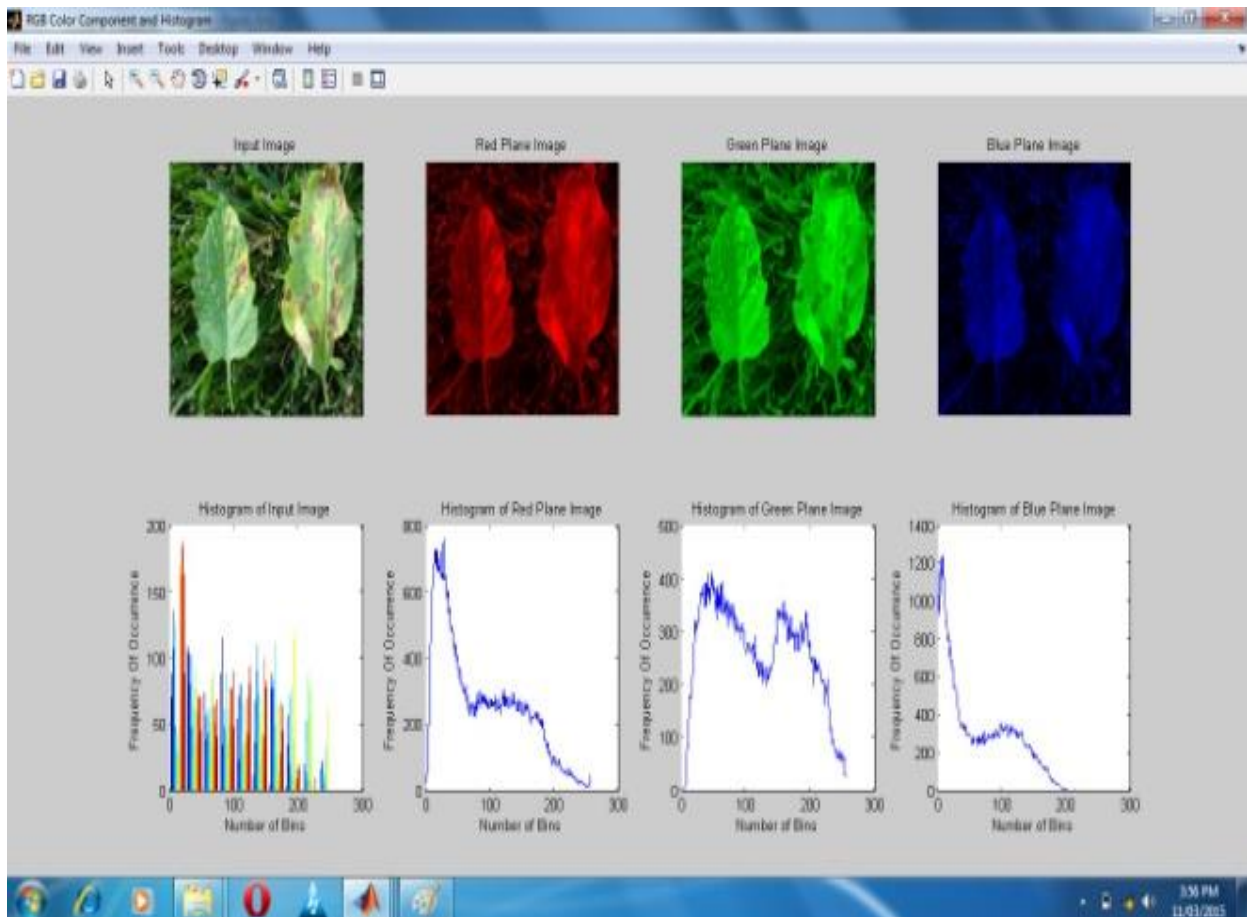 RGB Color Component and Histogram
File Edit View Insert Tools Desktop Window Help
Input Image
Red Plane Image
Green Plane Image
Blue Plane Image
Histogram of Input Image
Histogram of Red Plane Image
Histogram of Green Plane Image
Histogram of Blue Plane Image
Frequency Of Occurrence
200
150
100
50
0
0 100 200 300
Number of Bins
Frequency Of Occurrence
800
600
400
200
0
0 100 200 300
Number of Bins
Frequency Of Occurrence
500
400
300
200
100
0
0 100 200 300
Number of Bins
Frequency Of Occurrence
1400
1200
1000
800
600
400
200
0
0 100 200 300
Number of Bins
3:56 PM
11/03/2015